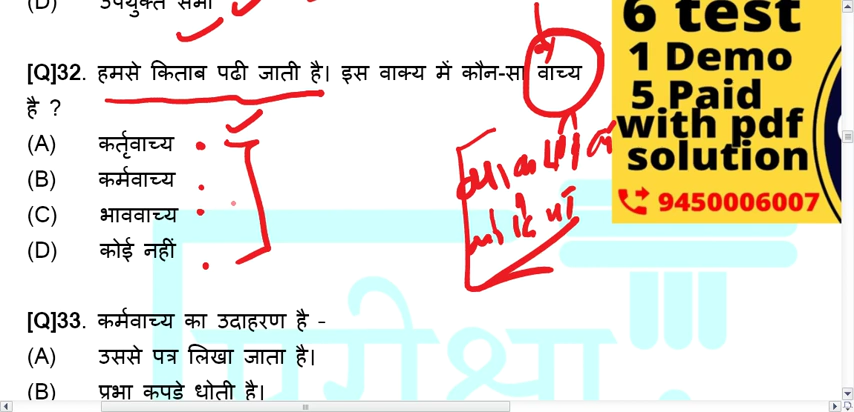 (D) उपर्युक्त सभी
[Q]32. हमसे किताब पढी जाती है। इस वाक्य में कौन-सा वाच्य
है ?
(A) कर्तृवाच्य
(B) कर्मवाच्य
(C) भाववाच्य
(D) कोई नहीं
[Q]33. कर्मवाच्य का उदाहरण है -
(A) उससे पत्र लिखा जाता है।
(B) प्रभा कपडे धोती है।
6 test
1 Demo
5 Paid
with pdf
solution
9450006007
परीक्षा